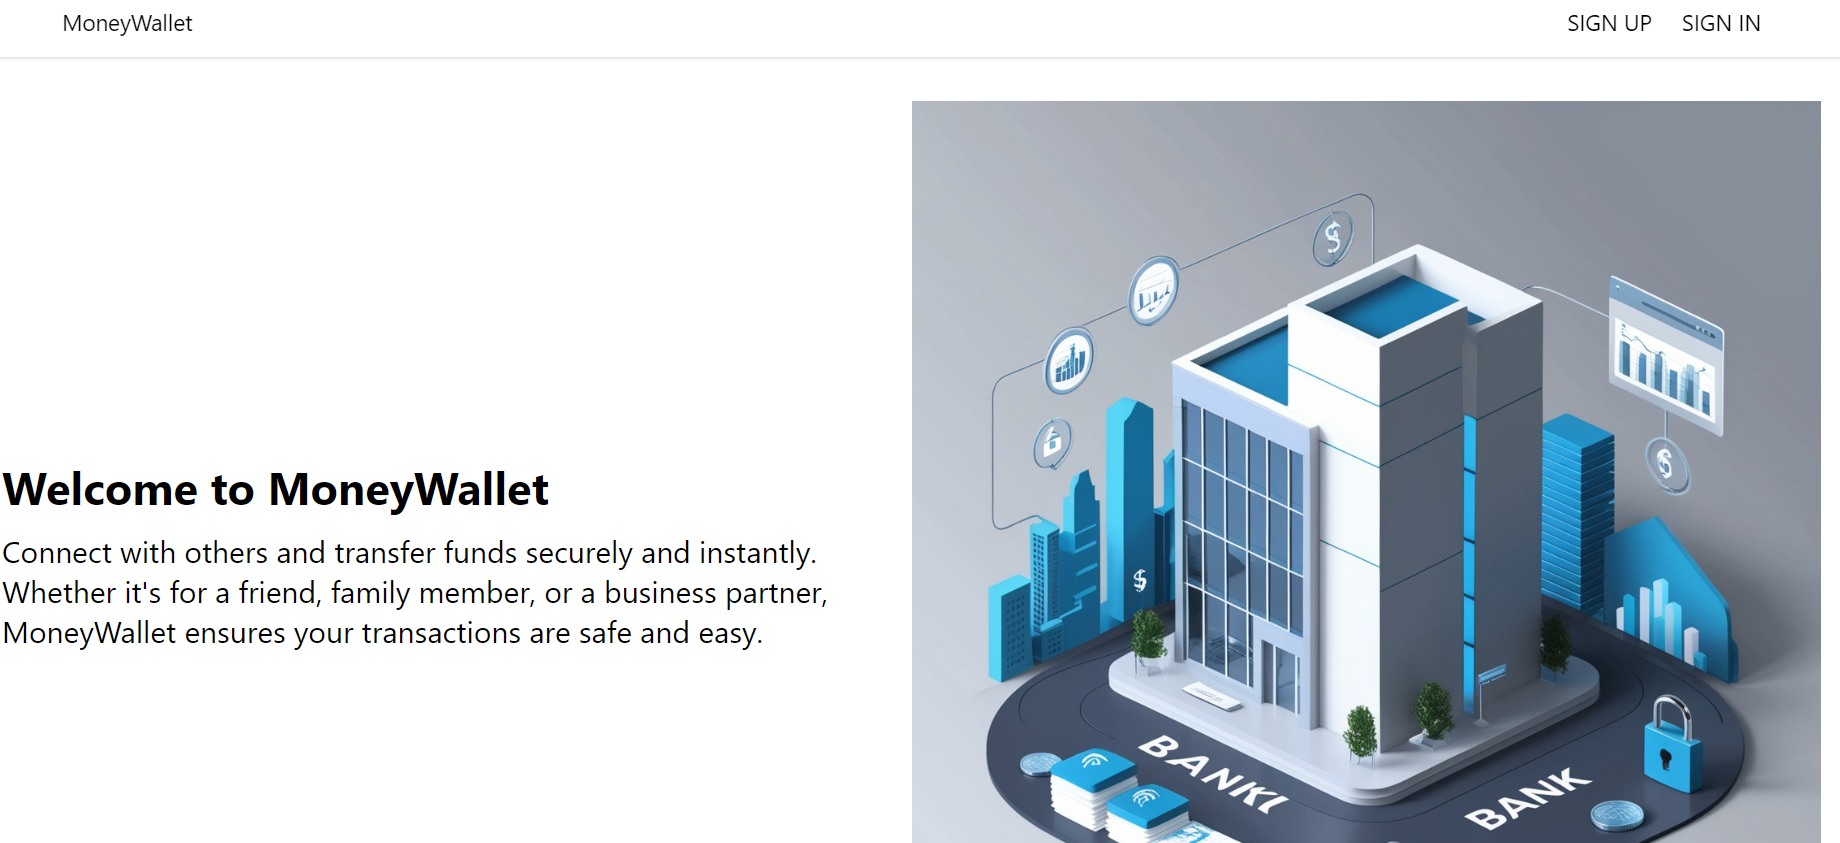 MoneyWallet
SIGN UP SIGN IN
Welcome to MoneyWallet
Connect with others and transfer funds securely and instantly.
Whether it's for a friend, family member, or a business partner,
MoneyWallet ensures your transactions are safe and easy.
$
$
$
$
BANKI
BANK